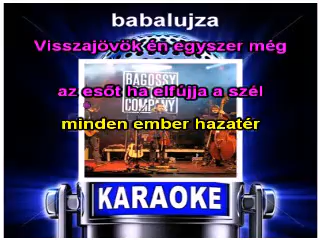 babalujza
Visszajövök én egyszer még
az esőt ha elfújja a szél
BAGOSSY
COMPANY
minden ember hazatér
KARAOKE